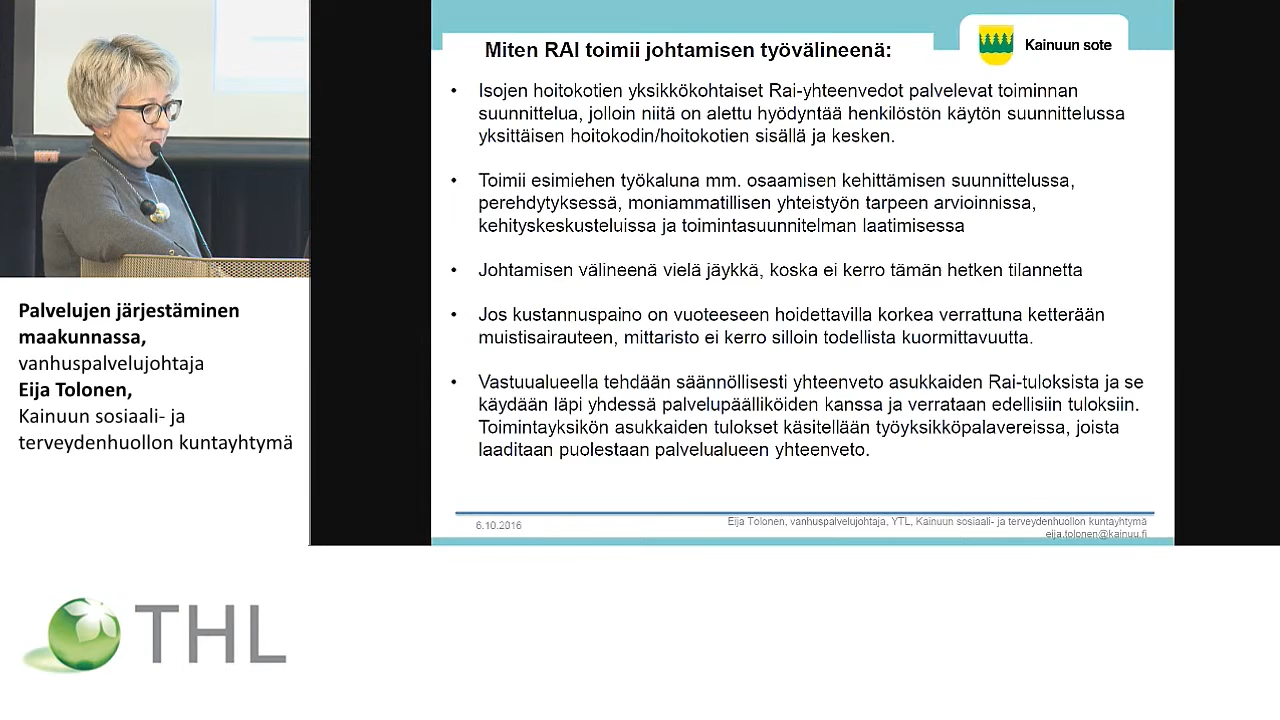 Miten RAI toimii johtamisen työvälineenä:
Kainuun sote
• Isojen hoitokotien yksikkökohtaiset Rai-yhteenvedot palvelevat toiminnan
suunnittelua, jolloin niitä on alettu hyödyntää henkilöstön käytön suunnittelussa
yksittäisen hoitokodin/hoitokotien sisällä ja kesken.
• Toimii esimiehen työkaluna mm. osaamisen kehittämisen suunnittelussa,
perehdytyksessä, moniammatillisen yhteistyön tarpeen arvioinnissa,
kehityskeskusteluissa ja toimintasuunnitelman laatimisessa
• Johtamisen välineenä vielä jäykkä, koska ei kerro tämän hetken tilannetta
• Jos kustannuspaino on vuoteeseen hoidettavilla korkea verrattuna ketterään
muistisairauteen, mittaristo ei kerro silloin todellista kuormittavuutta.
• Vastuualueella tehdään säännöllisesti yhteenveto asukkaiden Rai-tuloksista ja se
käydään läpi yhdessä palvelupäälliköiden kanssa ja verrataan edellisiin tuloksiin.
Toimintayksikön asukkaiden tulokset käsitellään työyksikköpalavereissa, joista
laaditaan puolestaan palvelualueen yhteenveto.
6.10.2016
Eija Tolonen, vanhuspalvelujohtaja, YTL, Kainuun sosiaali- ja terveydenhuollon kuntayhtymä
eija.tolonen@kainuu.fi
Palvelujen järjestäminen
maakunnassa,
vanhuspalvelujohtaja
Eija Tolonen,
Kainuun sosiaali- ja
terveydenhuollon kuntayhtymä
THL